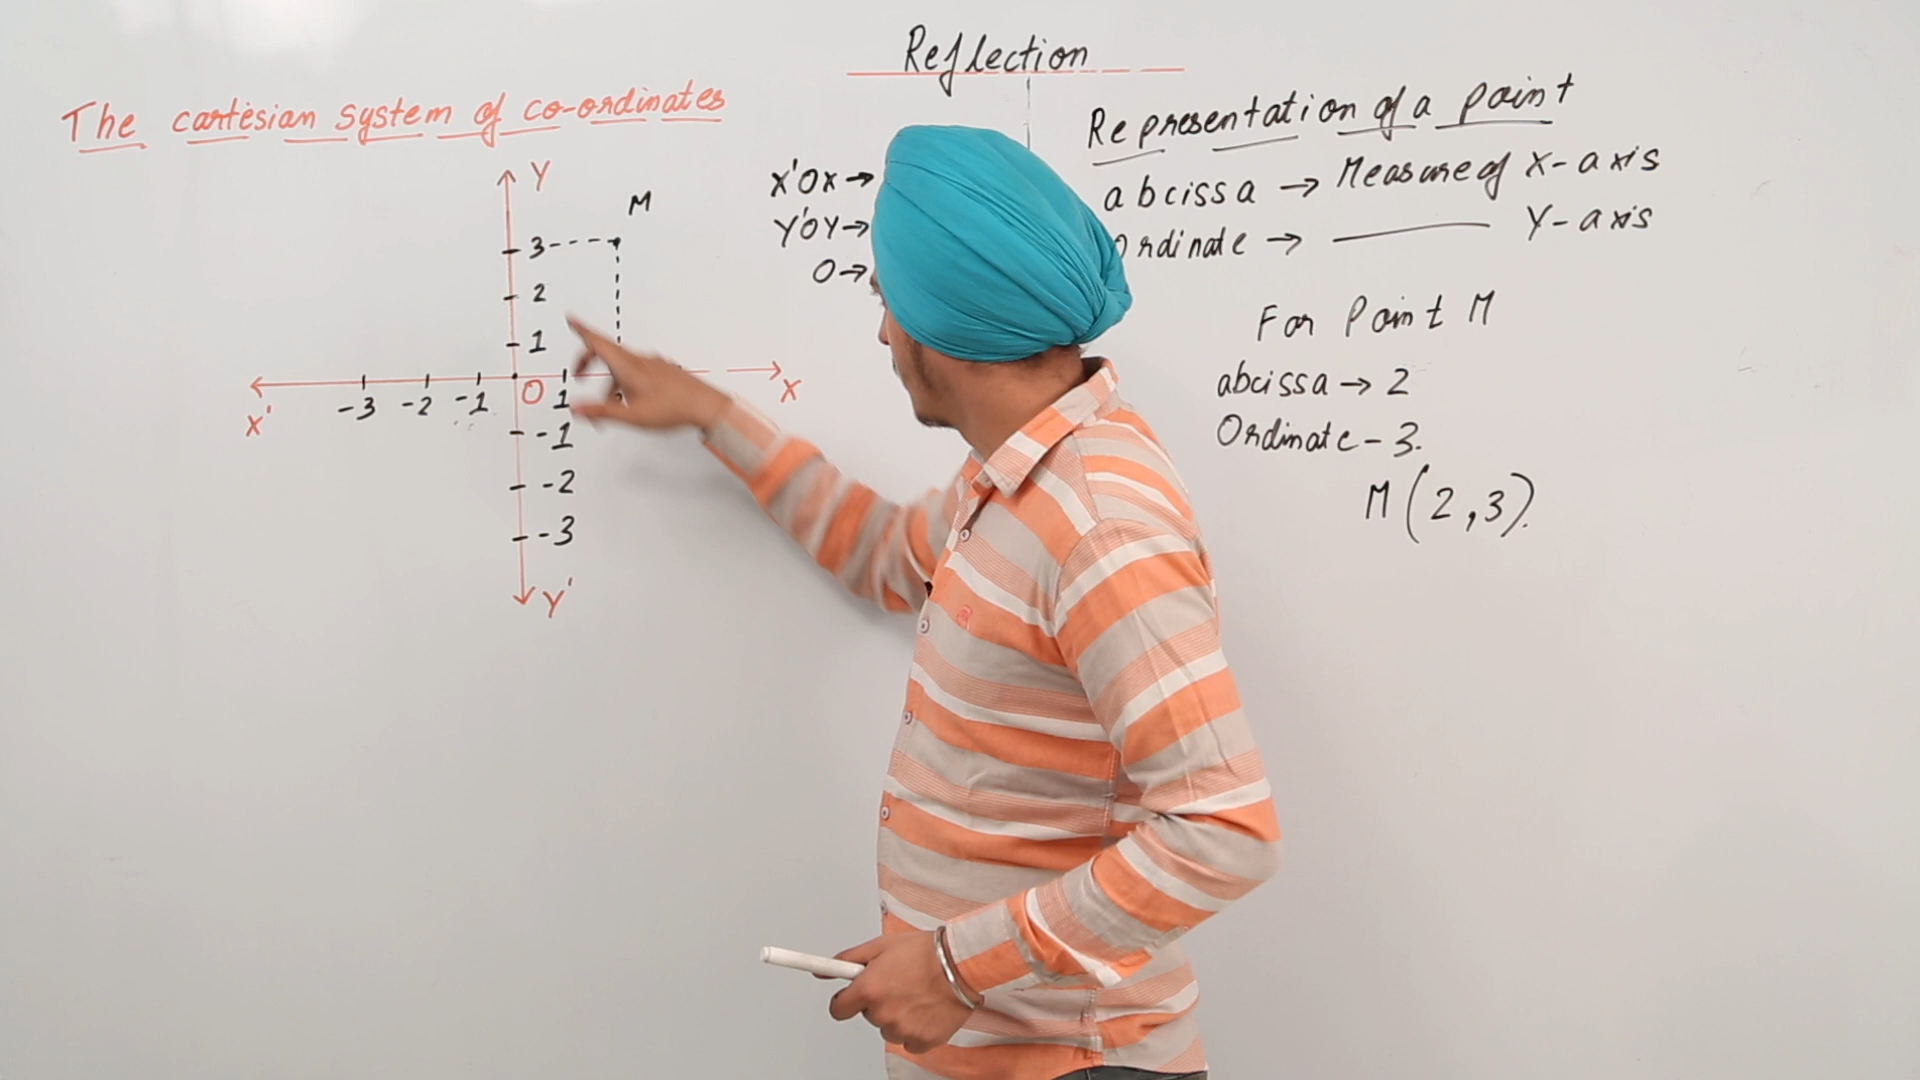 Reflection
The cartesian system of co-ordinates
Y
M
3
2
1
X'
-3 -2 -1 O 1
X
-1
-2
-3
Y'
X'OX→
Y'OY→
O→
Representation of a point
abcissa → Measure of X-axis
ordinate → Y-axis
For Point M
abcissa → 2
Ordinate - 3.
M (2,3).